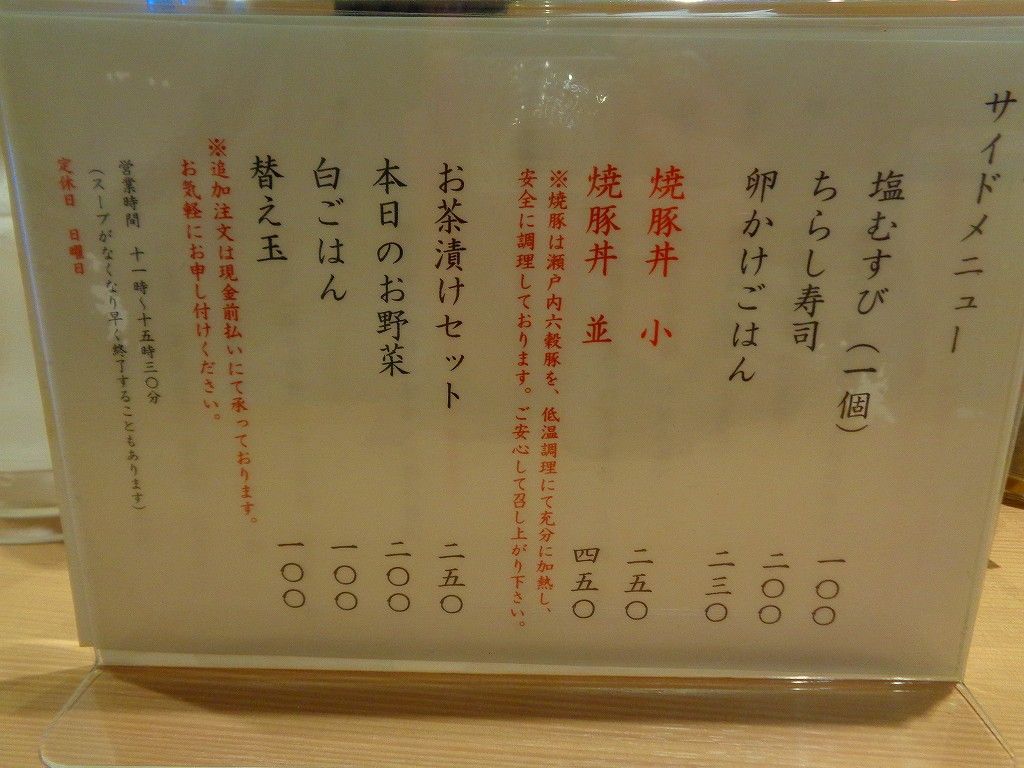 サイドメニュー
塩むすび（一個） 一〇〇
ちらし寿司 二〇〇
卵かけごはん 二三〇
焼豚丼 小 二五〇
焼豚丼 並 四五〇
※焼豚は瀬戸内六穀豚を、低温調理にて充分に加熱し、
安全に調理しております。ご安心して召し上がり下さい。
お茶漬けセット 二五〇
本日のお野菜 二〇〇
白ごはん 一〇〇
替え玉 一〇〇
※追加注文は現金前払いにて承っております。
お気軽にお申し付けください。
営業時間 十一時～十五時三〇分
（スープがなくなり早く終了することもあります）
定休日 日曜日